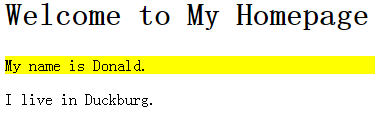 Welcome to My Homepage
My name is Donald.
I live in Duckburg.